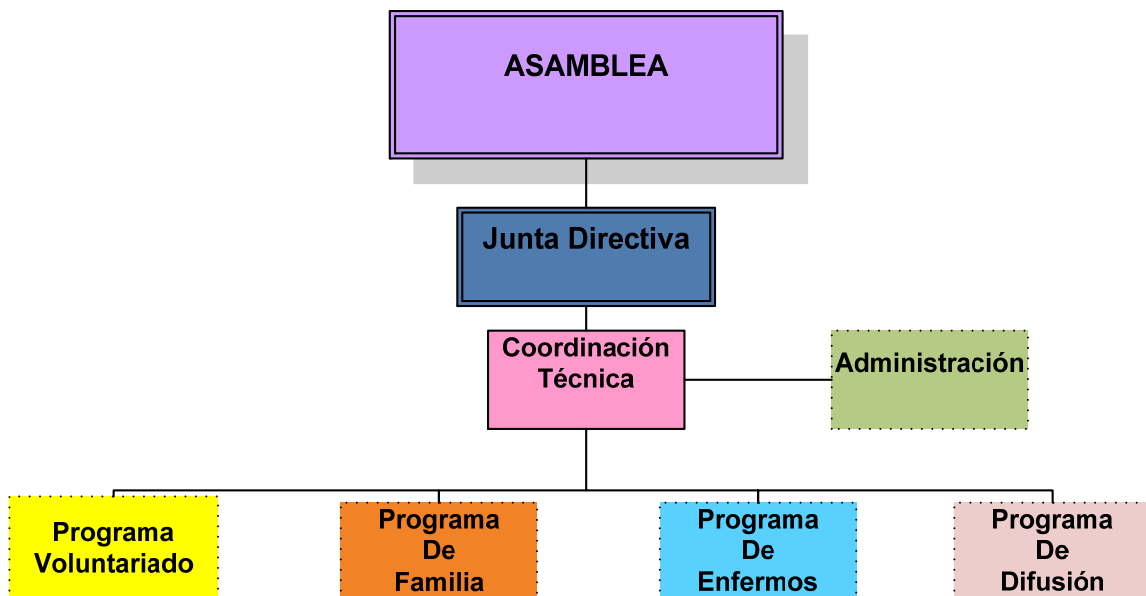 ASAMBLEA
Junta Directiva
Coordinación
Técnica
Administración
Programa
Voluntariado
Programa
De
Familia
Programa
De
Enfermos
Programa
De
Difusión